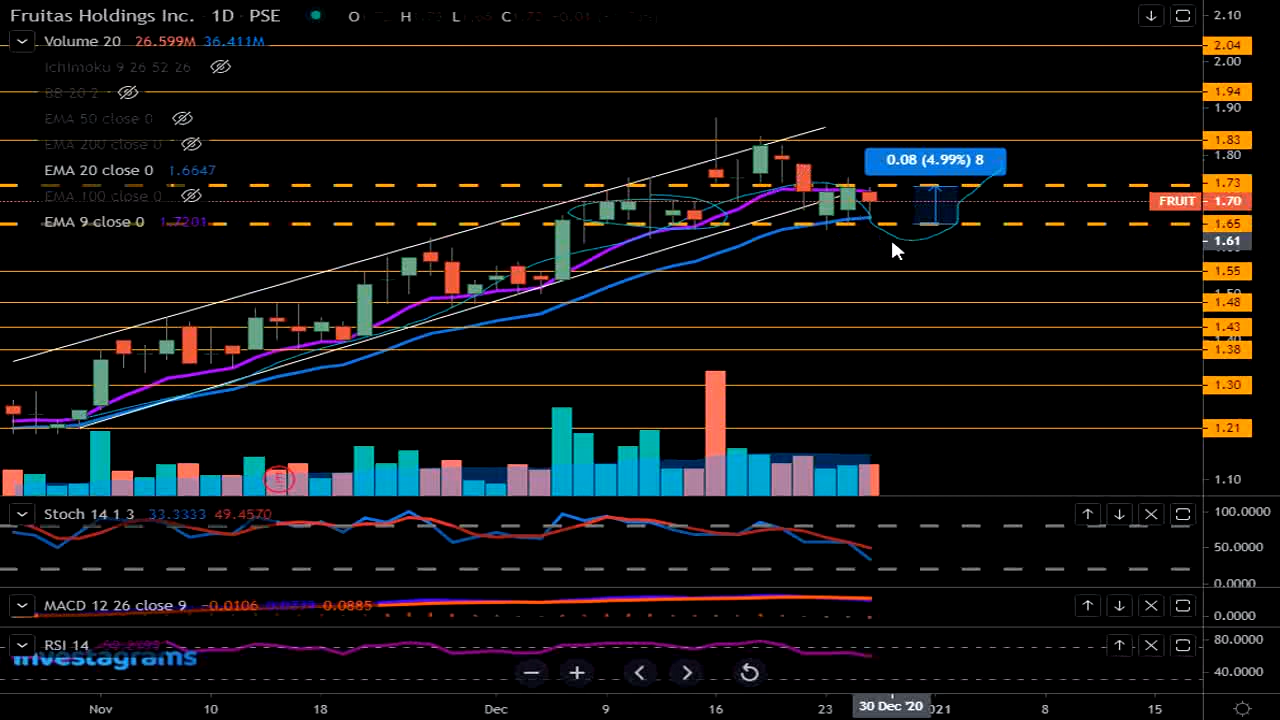 Fruitas Holdings Inc. · 1D · PSE O H L C
Volume 20 26.599M 36.411M
Ichimoku 9 26 52 26
BB 20 2
EMA 50 close 0
EMA 200 close 0
EMA 20 close 0 1.6647
EMA 100 close 0
EMA 9 close 0 1.7201
0.08 (4.99%) 8
2.10
2.04
2.00
1.94
1.90
1.83
1.80
1.73
FRUIT 1.70
1.65
1.61
1.55
1.50
1.48
1.43
1.38
1.30
1.21
1.10
Stoch 14 1 3 33.3333 49.4570
100.0000
50.0000
0.0000
MACD 12 26 close 9 −0.0106 0.0885
0.0000
RSI 14
80.0000
40.0000
investagrams
Nov 10 18 Dec 9 16 23 30 Dec '20 021 8 15